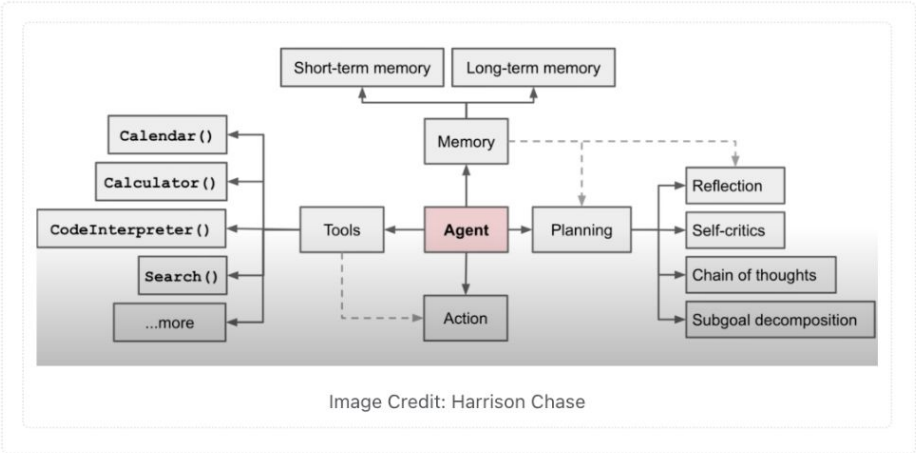 Short-term memory
Long-term memory
Calendar()
Memory
Calculator()
Reflection
CodeInterpreter()
Tools
Agent
Planning
Self-critics
Search()
Chain of thoughts
...more
Action
Subgoal decomposition
Image Credit: Harrison Chase